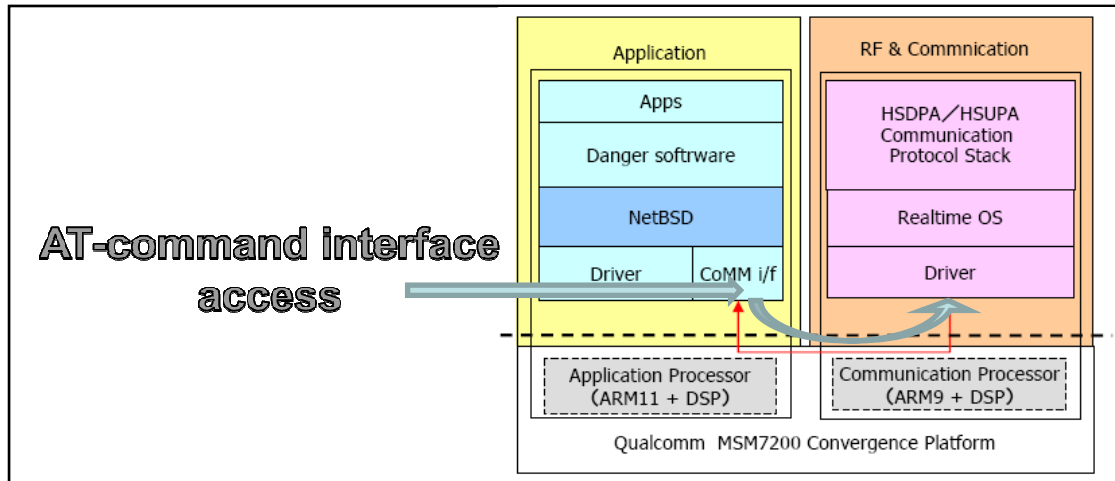 AT-command interface
access
Application
Apps
Danger softrware
NetBSD
Driver
CoMM i/f
Application Processor
(ARM11 + DSP)
RF & Commnication
HSDPA／HSUPA
Communication
Protocol Stack
Realtime OS
Driver
Communication Processor
(ARM9 + DSP)
Qualcomm MSM7200 Convergence Platform